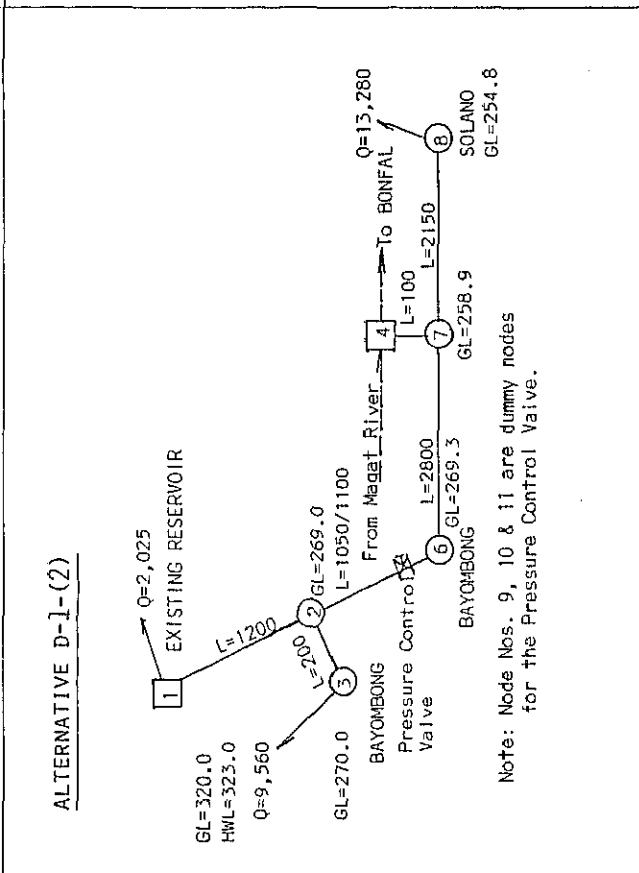 ALTERNATIVE D-1-(2)
GL=320.0
HWL=323.0
Q=9,560
GL=270.0
1
Q=2,025
EXISTING RESERVOIR
L=1200
2
GL=269.0
L=200
3
BAYOMBONG
Pressure Control
Valve
L=1050/1100
From Magat River
4
To BONFAL
L=100
6
GL=269.3
BAYOMBONG
L=2800
7
GL=258.9
L=2150
Q=13,280
8
SOLANO
GL=254.8
Note: Node Nos. 9, 10 & 11 are dummy nodes
for the Pressure Control Valve.